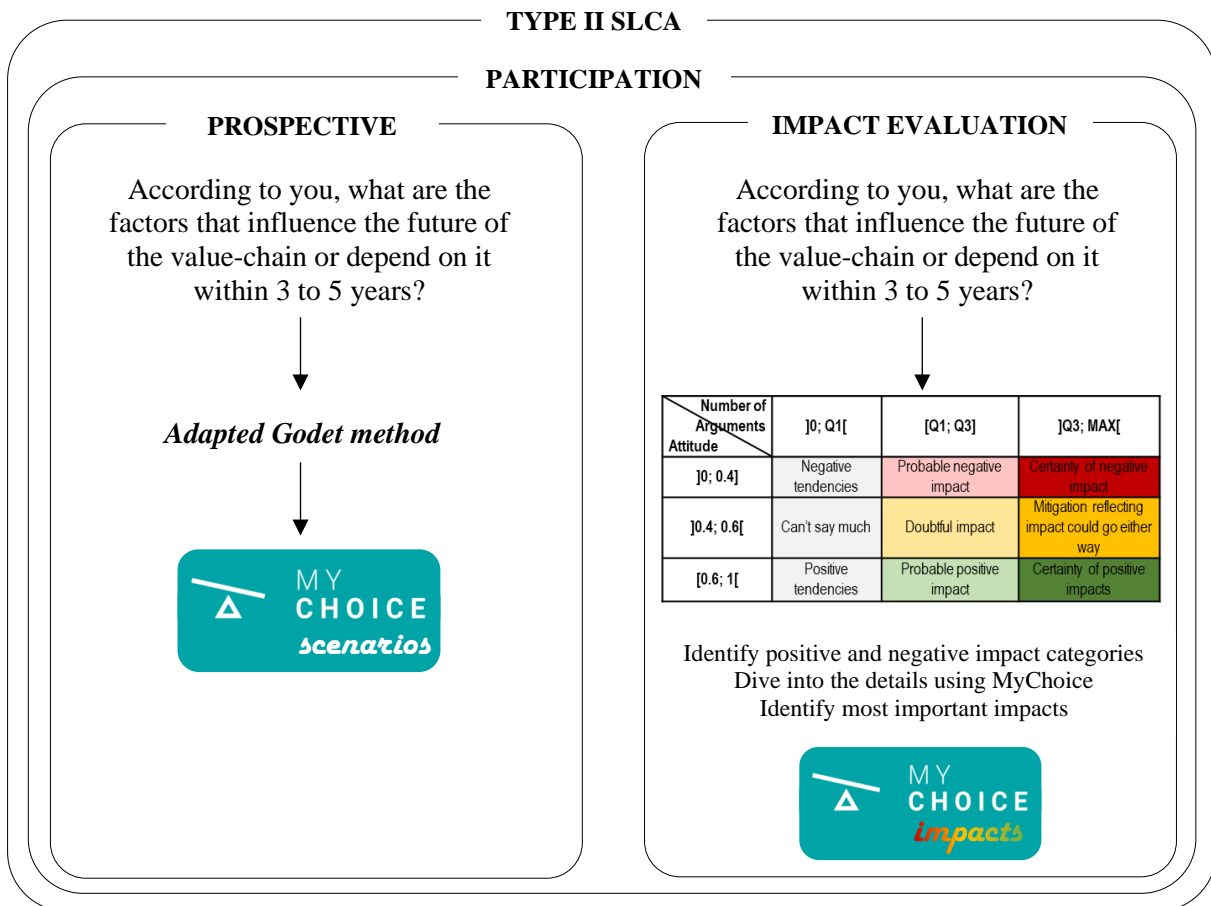 TYPE II SLCA
PARTICIPATION
PROSPECTIVE
According to you, what are the
factors that influence the future of
the value-chain or depend on it
within 3 to 5 years?
Adapted Godet method
MY
CHOICE
scenarios
IMPACT EVALUATION
According to you, what are the
factors that influence the future of
the value-chain or depend on it
within 3 to 5 years?
Number of
Arguments
Attitude
]0; Q1[
[Q1; Q3]
]Q3; MAX[
]0; 0.4]
Negative
tendencies
Probable negative
impact
Certainty of negative
impact
]0.4; 0.6[
Can't say much
Doubtful impact
Mitigation reflecting
impact could go either
way
[0.6; 1[
Positive
tendencies
Probable positive
impact
Certainty of positive
impacts
Identify positive and negative impact categories
Dive into the details using MyChoice
Identify most important impacts
MY
CHOICE
impacts